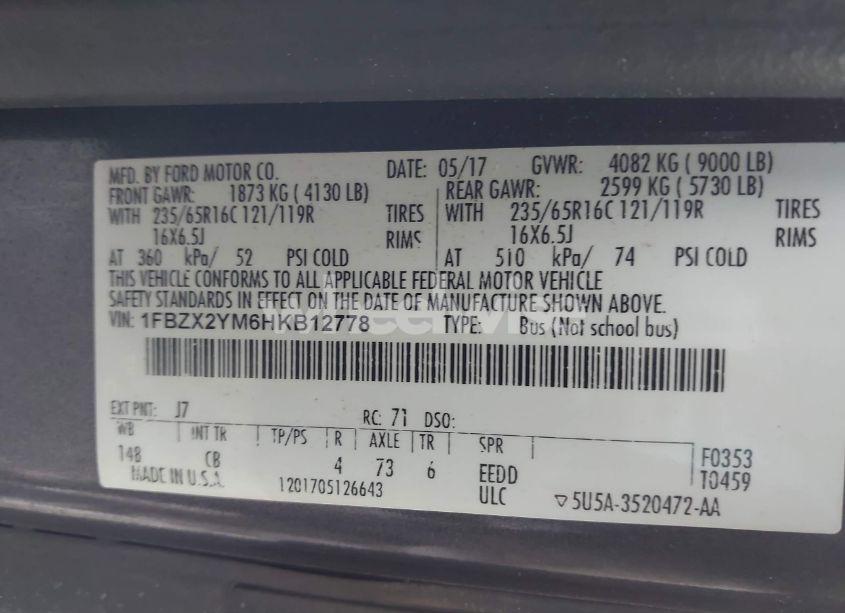 MFD. BY FORD MOTOR CO. DATE: 05/17 GVWR: 4082 KG ( 9000 LB)
FRONT GAWR: 1873 KG ( 4130 LB) REAR GAWR: 2599 KG ( 5730 LB)
WITH 235/65R16C 121/119R TIRES WITH 235/65R16C 121/119R TIRES
16X6.5J RIMS 16X6.5J RIMS
AT 360 kPa/ 52 PSI COLD AT 510 kPa/ 74 PSI COLD
THIS VEHICLE CONFORMS TO ALL APPLICABLE FEDERAL MOTOR VEHICLE
SAFETY STANDARDS IN EFFECT ON THE DATE OF MANUFACTURE SHOWN ABOVE.
VIN: 1FBZX2YM6HKB12778 TYPE: Bus (Not school bus)
EXT PNT: J7 RC: 71 DSO:
WB INT TR TP/PS R AXLE TR SPR
148 CB 4 73 6 EEDD F0353
MADE IN U.S.A. 1201705126643 ULC T0459
▽5U5A-3520472-AA